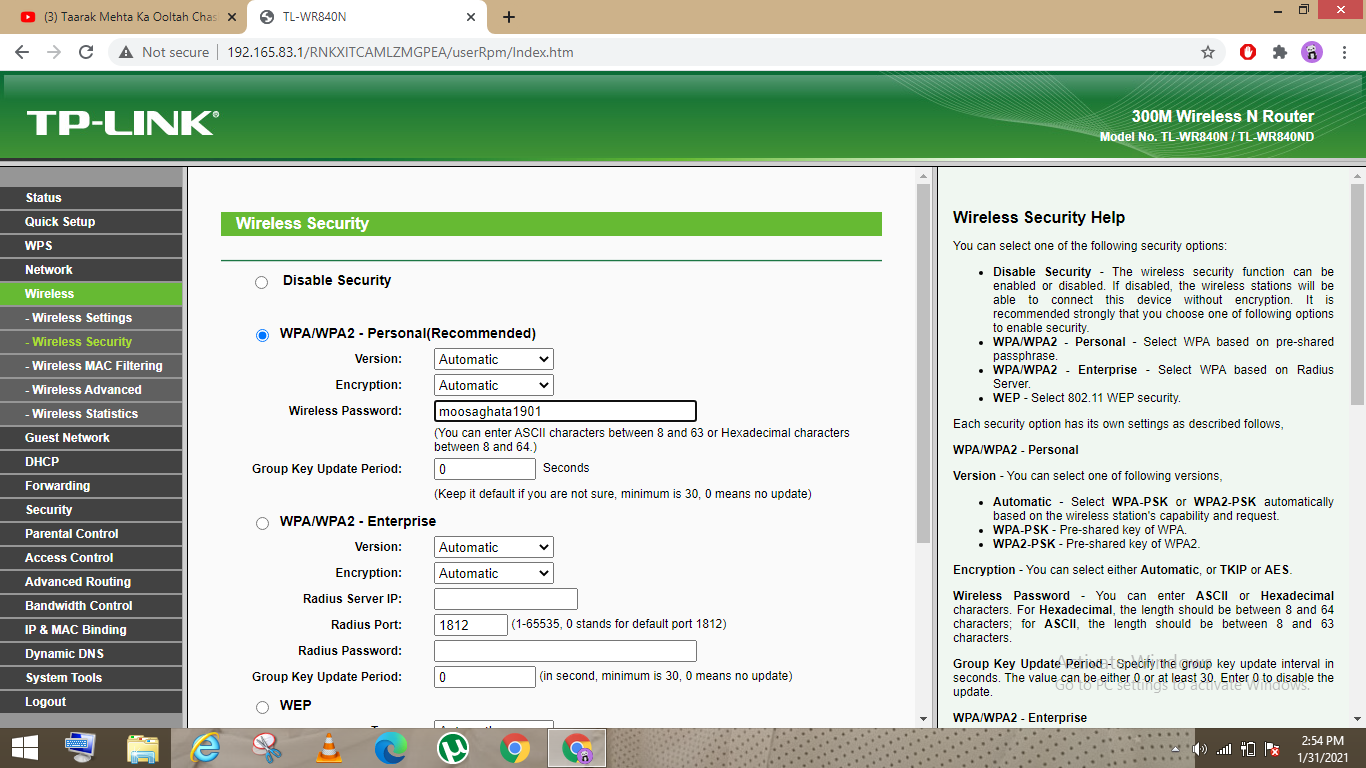 (3) Taarak Mehta Ka Ooltah Chas
TL-WR840N
Not secure
192.165.83.1/RNKXITCAMLZMGPEA/userRpm/Index.htm
TP-LINK®
300M Wireless N Router
Model No. TL-WR840N / TL-WR840ND
Status
Quick Setup
WPS
Network
Wireless
- Wireless Settings
- Wireless Security
- Wireless MAC Filtering
- Wireless Advanced
- Wireless Statistics
Guest Network
DHCP
Forwarding
Security
Parental Control
Access Control
Advanced Routing
Bandwidth Control
IP & MAC Binding
Dynamic DNS
System Tools
Logout
Wireless Security
Disable Security
WPA/WPA2 - Personal(Recommended)
Version: Automatic
Encryption: Automatic
Wireless Password: moosaghata1901
(You can enter ASCII characters between 8 and 63 or Hexadecimal characters
between 8 and 64.)
Group Key Update Period: 0 Seconds
(Keep it default if you are not sure, minimum is 30, 0 means no update)
WPA/WPA2 - Enterprise
Version: Automatic
Encryption: Automatic
Radius Server IP:
Radius Port: 1812 (1-65535, 0 stands for default port 1812)
Radius Password:
Group Key Update Period: 0 (in second, minimum is 30, 0 means no update)
WEP
Wireless Security Help
You can select one of the following security options:
• Disable Security - The wireless security function can be
enabled or disabled. If disabled, the wireless stations will be
able to connect this device without encryption. It is
recommended strongly that you choose one of following options
to enable security.
• WPA/WPA2 - Personal - Select WPA based on pre-shared
passphrase.
• WPA/WPA2 - Enterprise - Select WPA based on Radius
Server.
• WEP - Select 802.11 WEP security.
Each security option has its own settings as described follows,
WPA/WPA2 - Personal
Version - You can select one of following versions,
• Automatic - Select WPA-PSK or WPA2-PSK automatically
based on the wireless station's capability and request.
• WPA-PSK - Pre-shared key of WPA.
• WPA2-PSK - Pre-shared key of WPA2.
Encryption - You can select either Automatic, or TKIP or AES.
Wireless Password - You can enter ASCII or Hexadecimal
characters. For Hexadecimal, the length should be between 8 and 64
characters; for ASCII, the length should be between 8 and 63
characters.
Group Key Update Period - Specify the group key update interval in
seconds. The value can be either 0 or at least 30. Enter 0 to disable the
update.
WPA/WPA2 - Enterprise
Activate Windows
Go to PC settings to activate Windows.
2:54 PM
1/31/2021